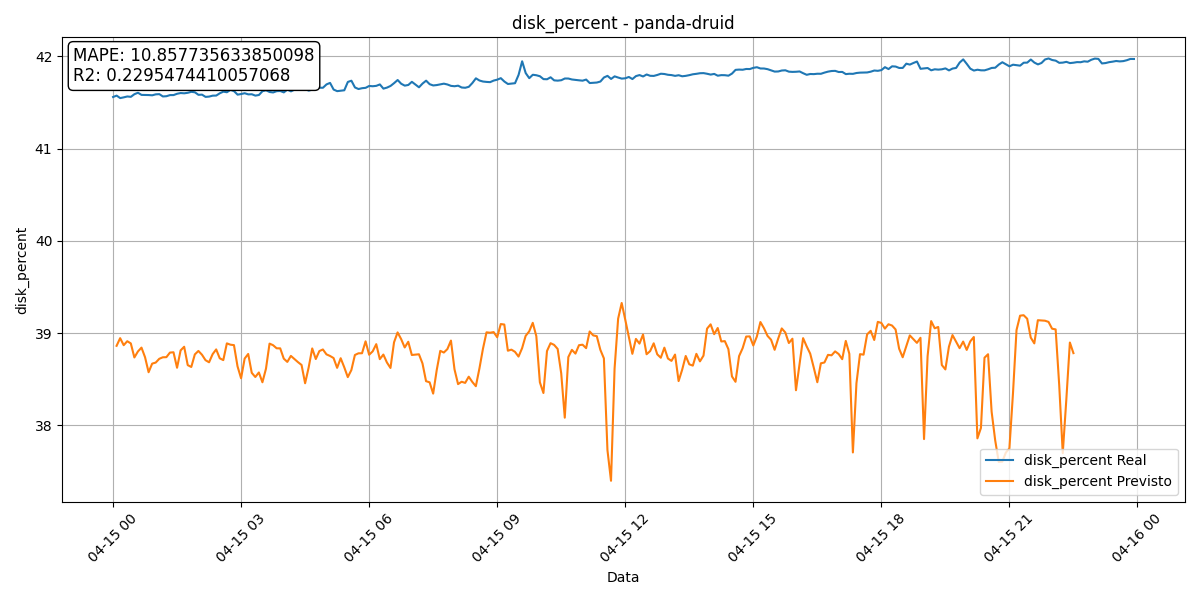 disk_percent - panda-druid
MAPE: 10.857735633850098
R2: 0.2295474410057068
42
41
40
39
38
disk_percent
04-15 00
04-15 03
04-15 06
04-15 09
04-15 12
04-15 15
04-15 18
04-15 21
04-16 00
Data
disk_percent Real
disk_percent Previsto